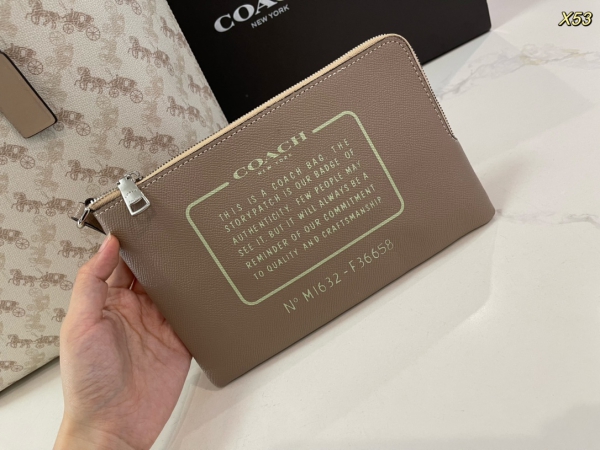 COACH
NEW YORK
X53
COACH
NEW YORK
THIS IS A COACH BAG. THE
STORYPATCH IS OUR BADGE OF
AUTHENTICITY. FEW PEOPLE MAY
SEE IT, BUT IT WILL ALWAYS BE A
REMINDER OF OUR COMMITMENT
TO QUALITY AND CRAFTSMANSHIP
Nº M1632-F36658